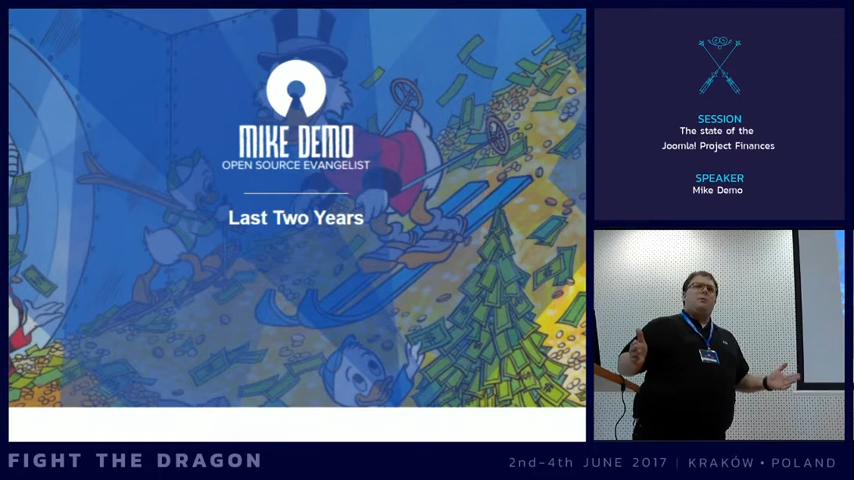 MIKE DEMO
OPEN SOURCE EVANGELIST
Last Two Years
SESSION
The state of the
Joomla! Project Finances
SPEAKER
Mike Demo
FIGHT THE DRAGON
2nd-4th JUNE 2017 | KRAKÓW • POLAND